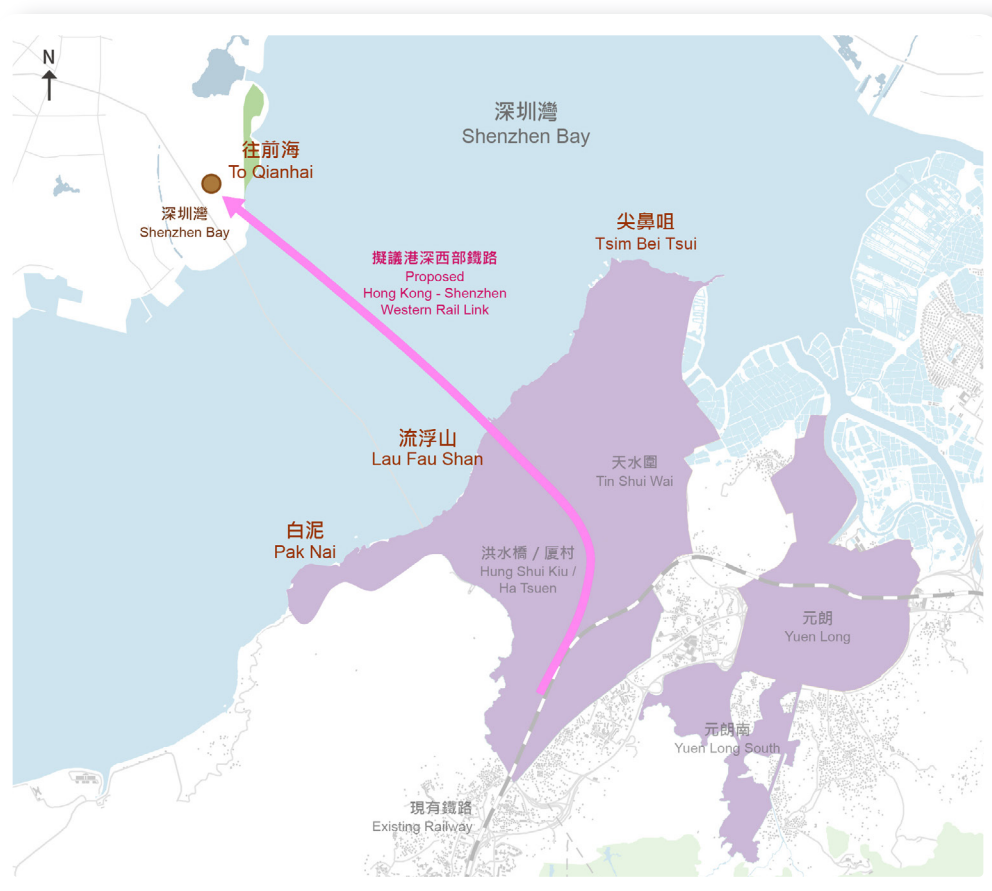 N
深圳灣
Shenzhen Bay
往前海
To Qianhai
深圳灣
Shenzhen Bay
尖鼻咀
Tsim Bei Tsui
擬議港深西部鐵路
Proposed
Hong Kong - Shenzhen
Western Rail Link
流浮山
Lau Fau Shan
天水圍
Tin Shui Wai
白泥
Pak Nai
洪水橋 / 厦村
Hung Shui Kiu /
Ha Tsuen
元朗
Yuen Long
元朗南
Yuen Long South
現有鐵路
Existing Railway